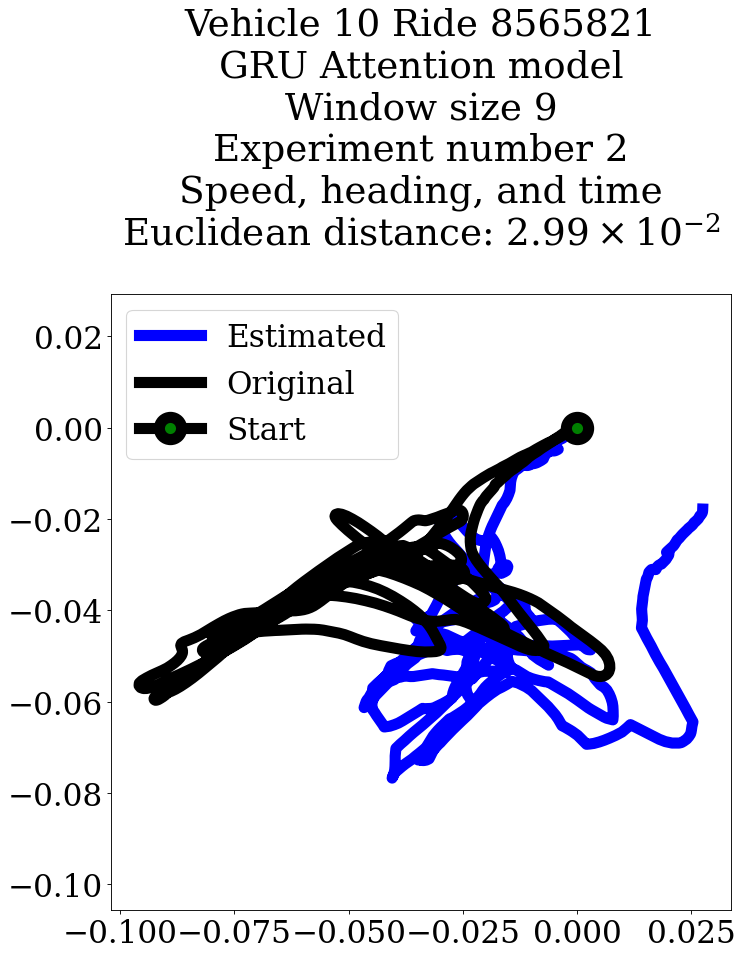 Vehicle 10 Ride 8565821
GRU Attention model
Window size 9
Experiment number 2
Speed, heading, and time
Euclidean distance: 2.99 × 10⁻²
Estimated
Original
Start
0.02
0.00
−0.02
−0.04
−0.06
−0.08
−0.10
−0.100 −0.075 −0.050 −0.025 0.000 0.025